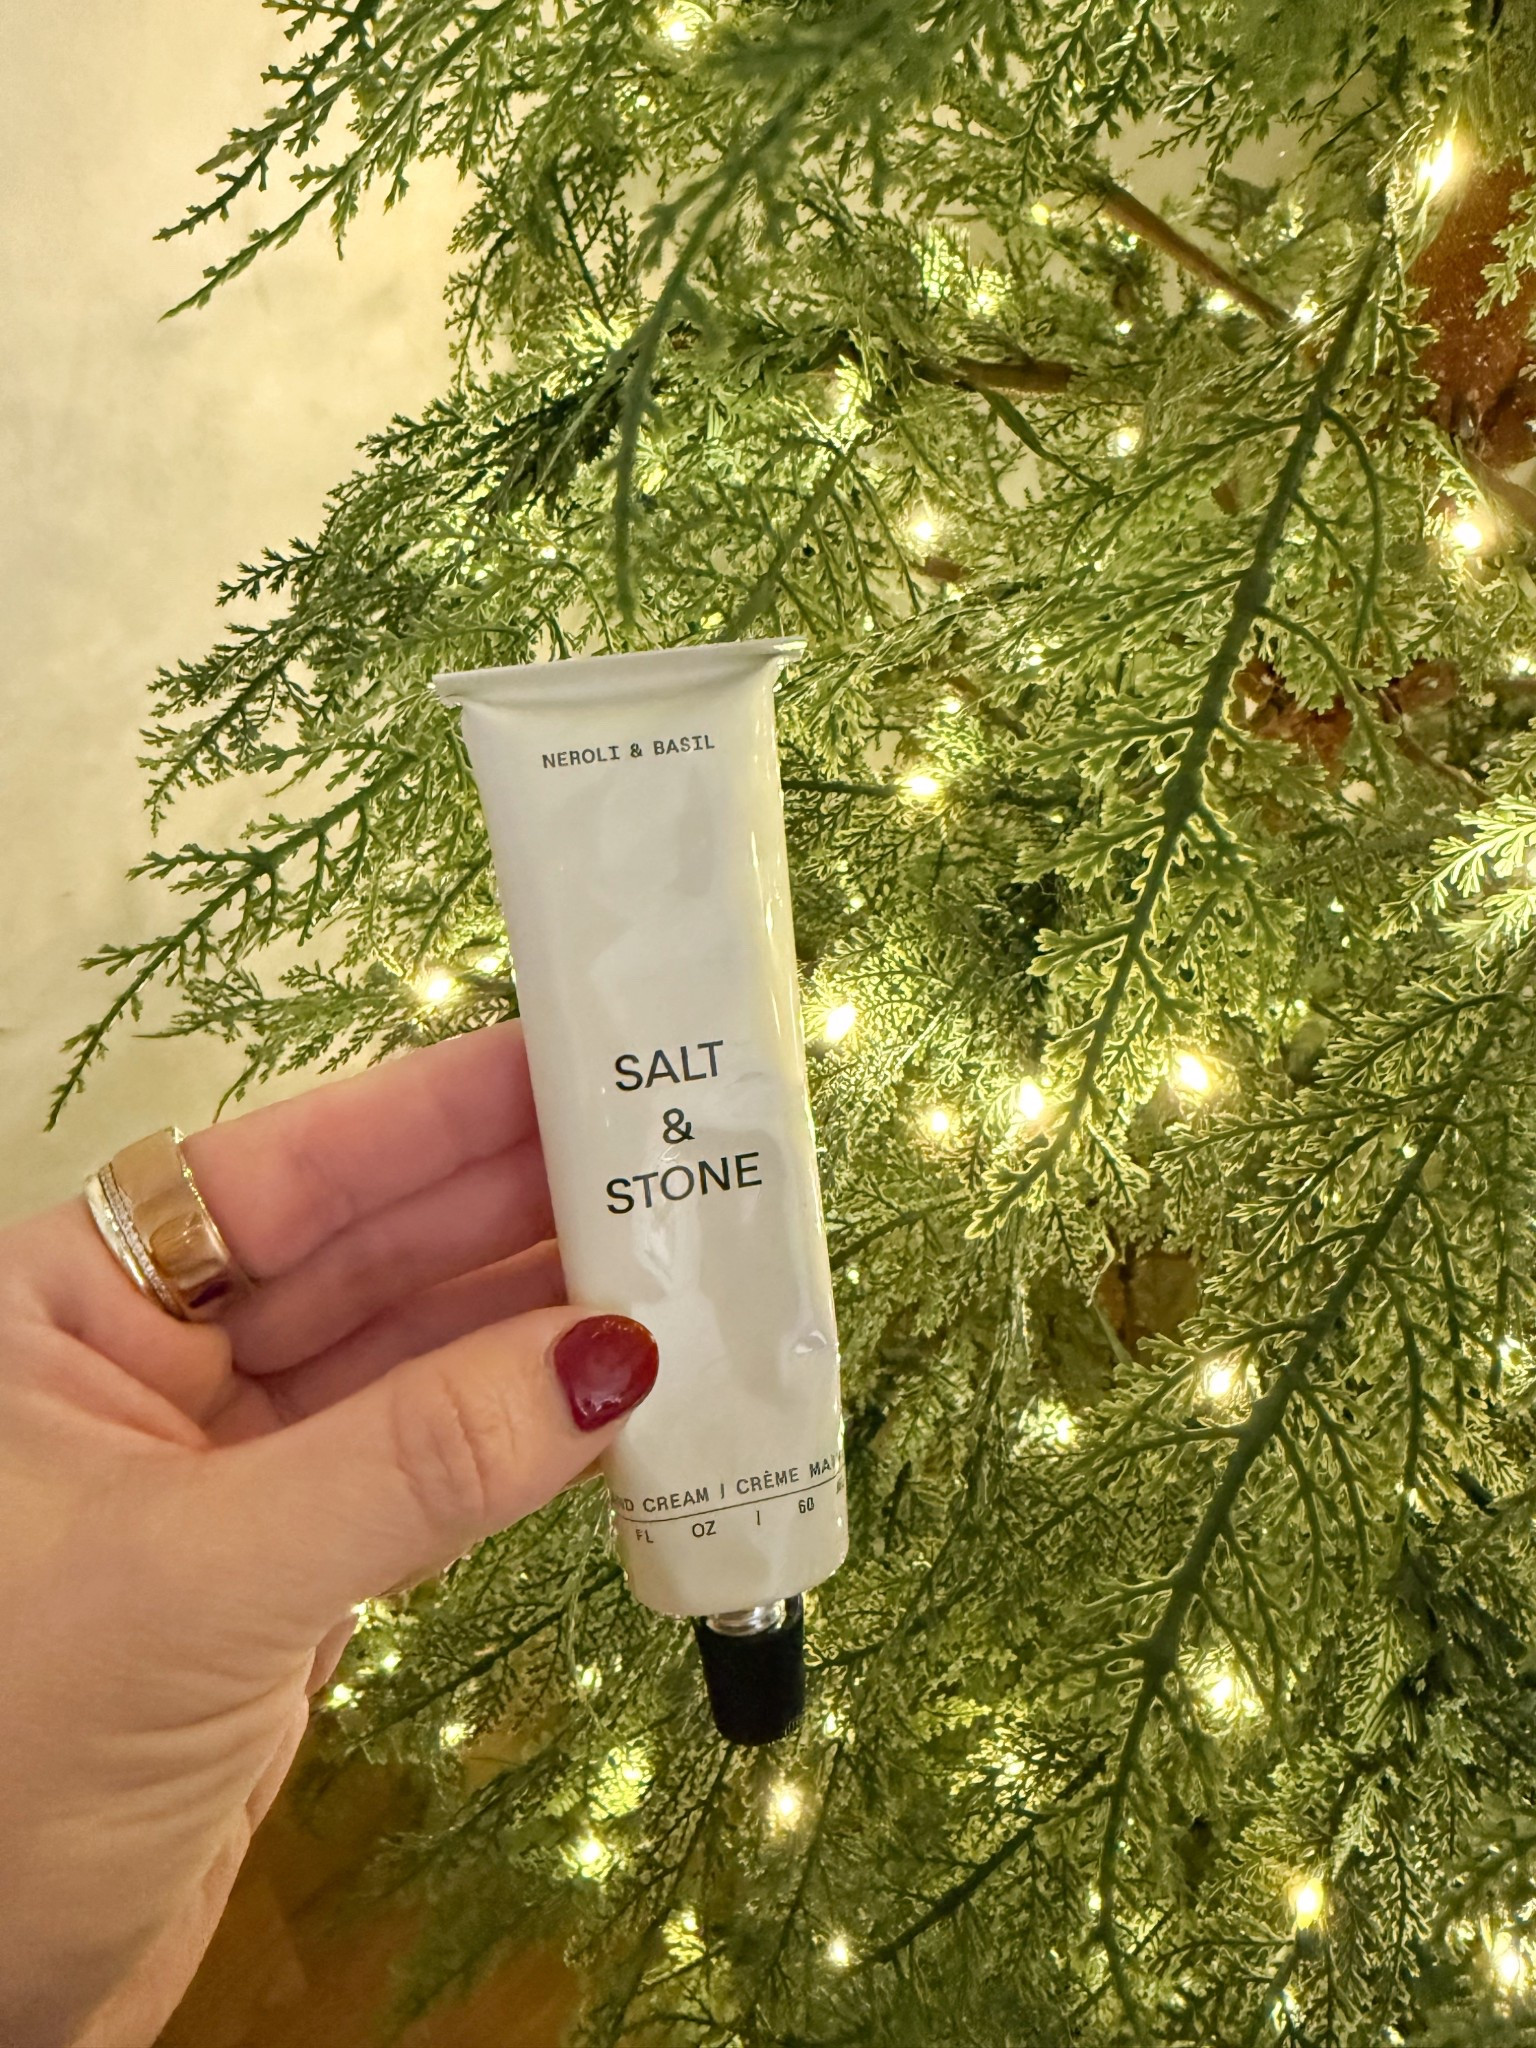 NEROLI & BASIL
SALT
&
STONE
CREAM | CRÈME
FL OZ | 60